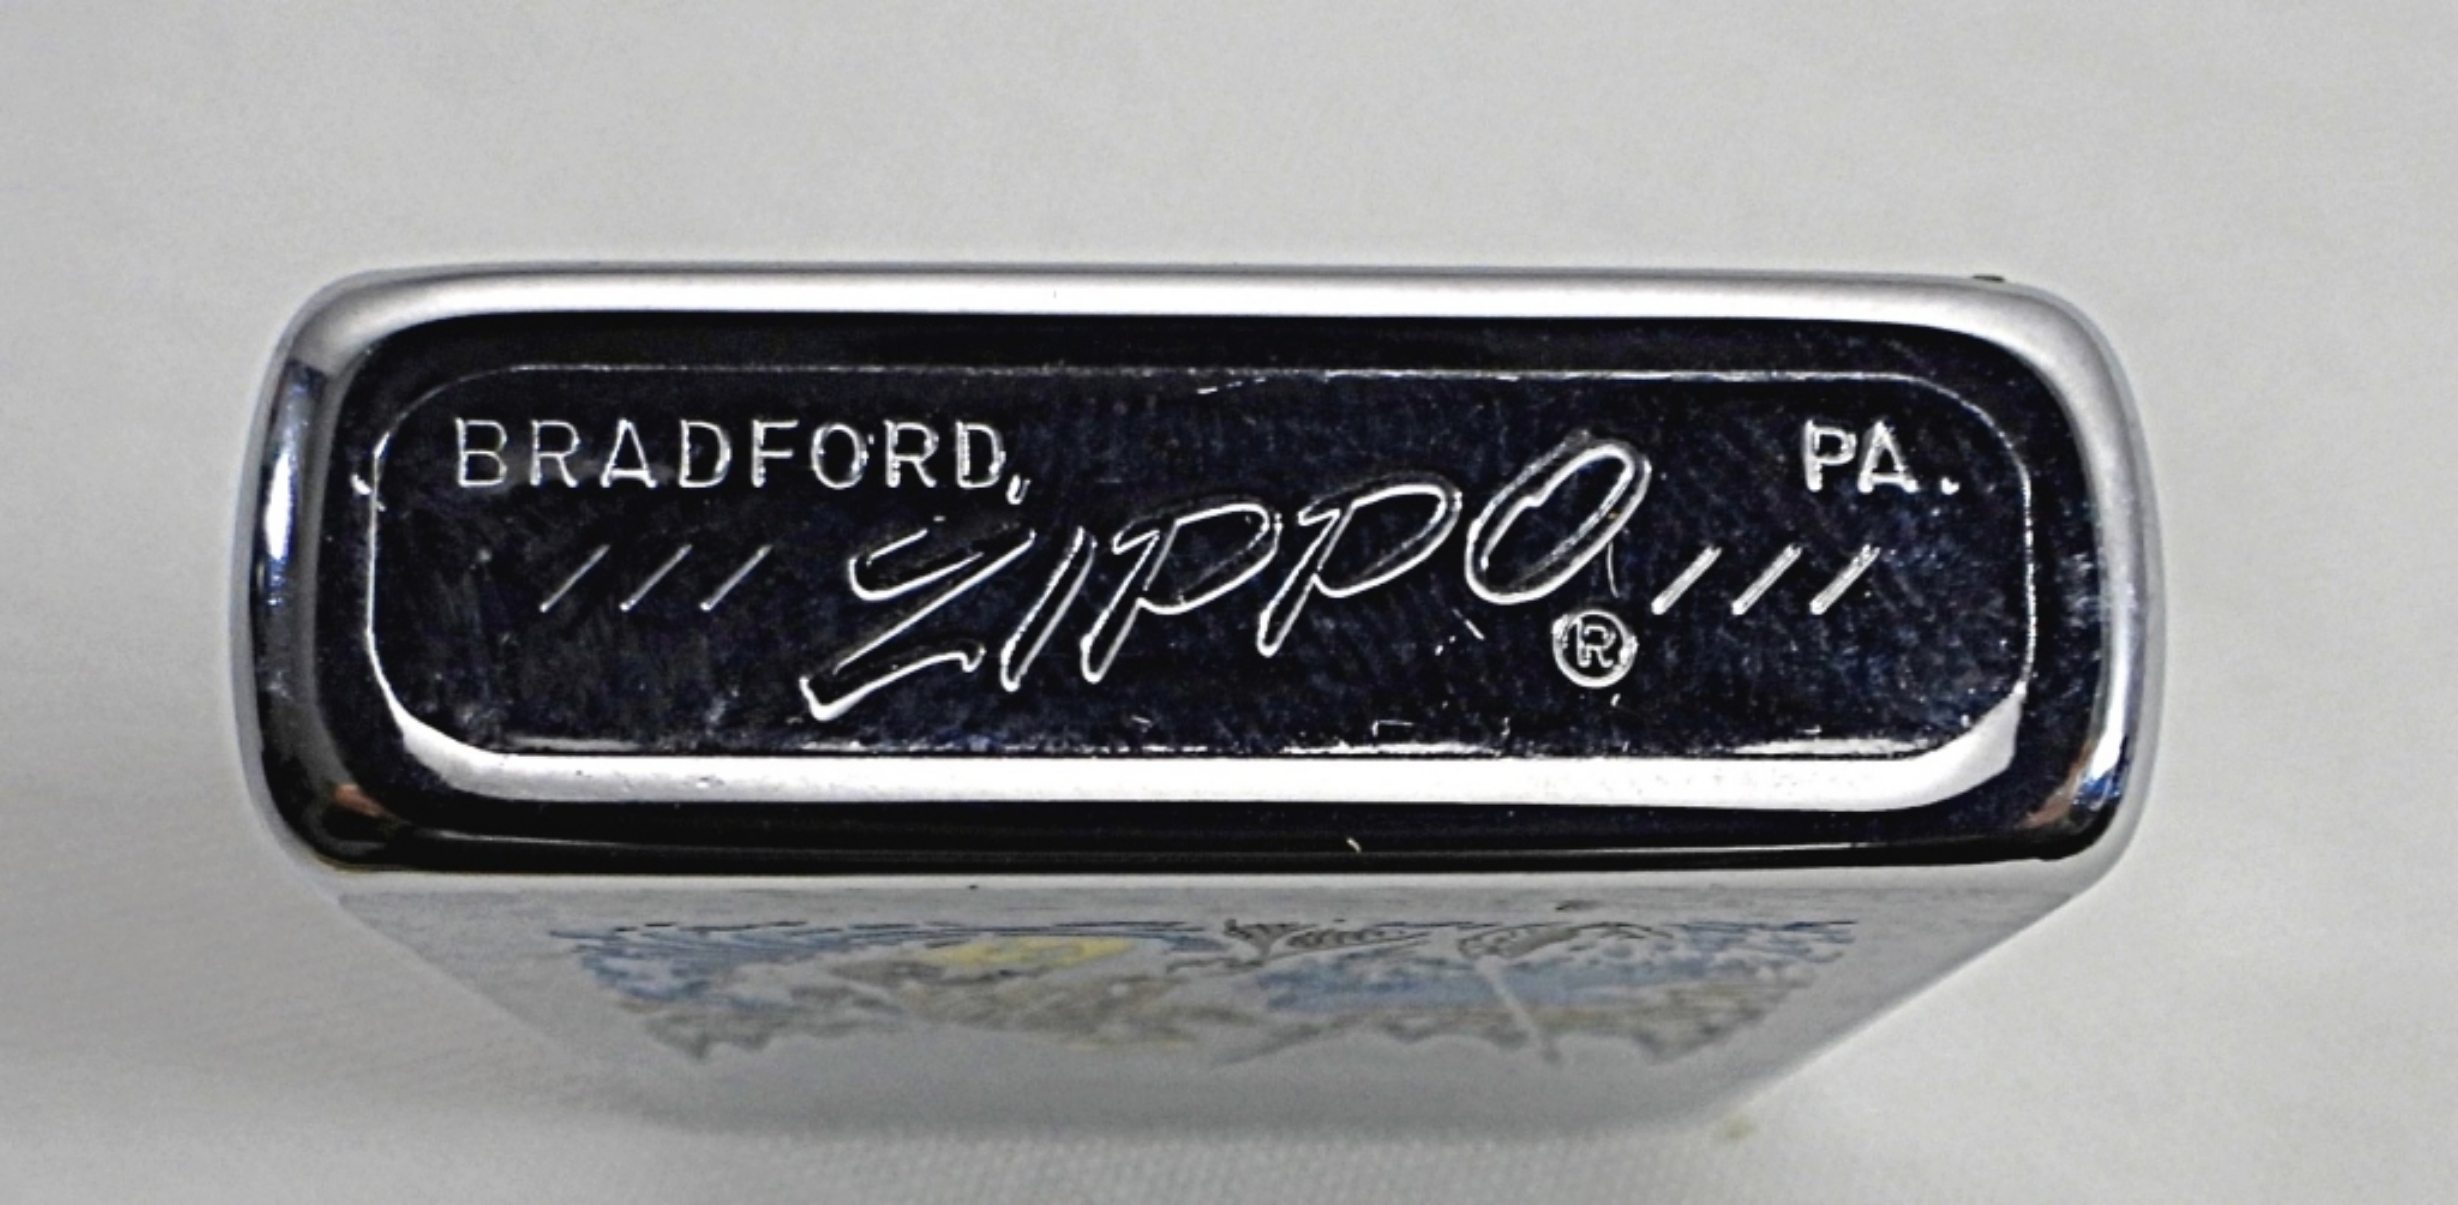 BRADFORD, PA.
/// ZIPPO ///
®